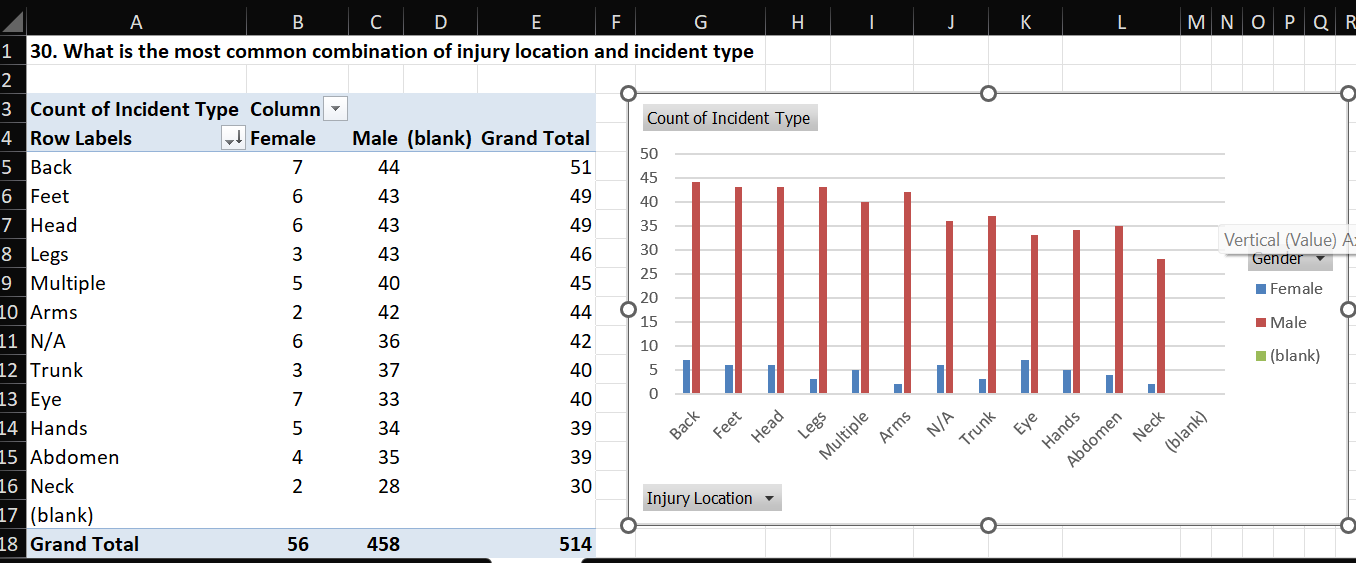 A B C D E F G H I J K L M N O P Q R
1 30. What is the most common combination of injury location and incident type
2
3 Count of Incident Type Column
4 Row Labels Female Male (blank) Grand Total
5 Back 7 44 51
6 Feet 6 43 49
7 Head 6 43 49
8 Legs 3 43 46
9 Multiple 5 40 45
10 Arms 2 42 44
11 N/A 6 36 42
12 Trunk 3 37 40
13 Eye 7 33 40
14 Hands 5 34 39
15 Abdomen 4 35 39
16 Neck 2 28 30
17 (blank)
18 Grand Total 56 458 514
Count of Incident Type
50
45
40
35
30
25
20
15
10
5
0
Back Feet Head Legs Multiple Arms N/A Trunk Eye Hands Abdomen Neck (blank)
Injury Location
Vertical (Value) A
Gender
Female
Male
(blank)